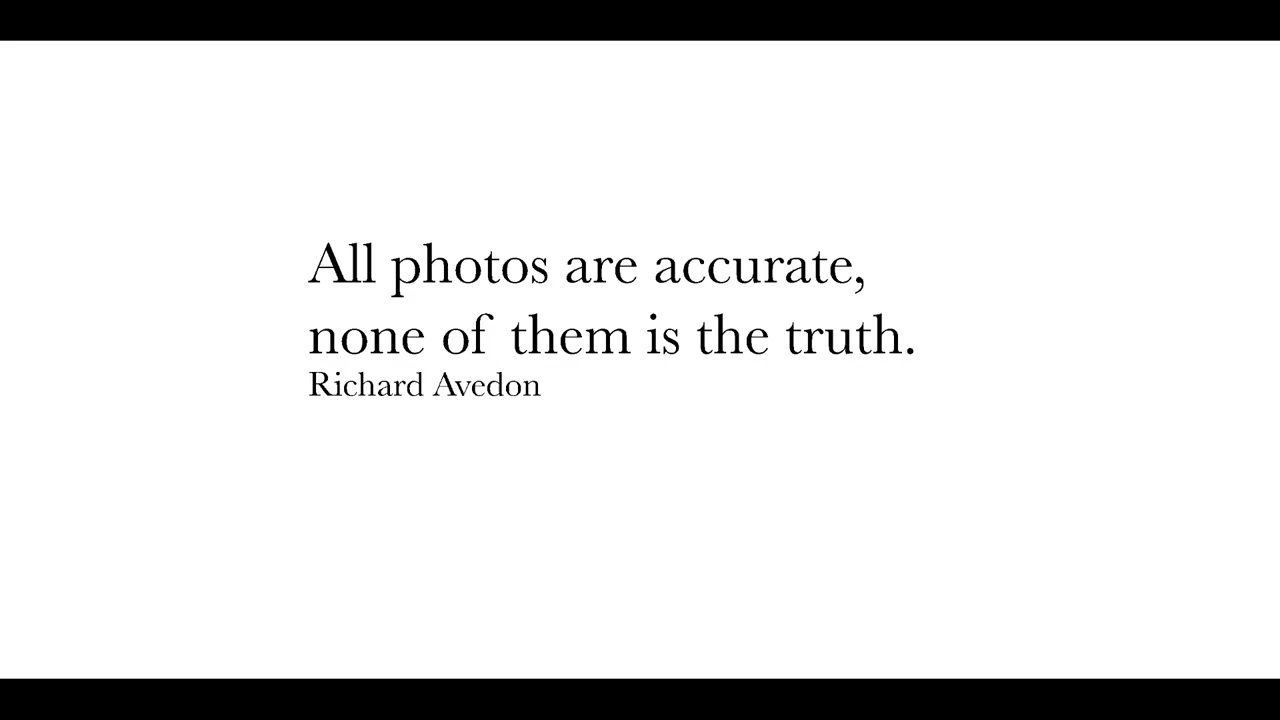 All photos are accurate,
none of them is the truth.
Richard Avedon